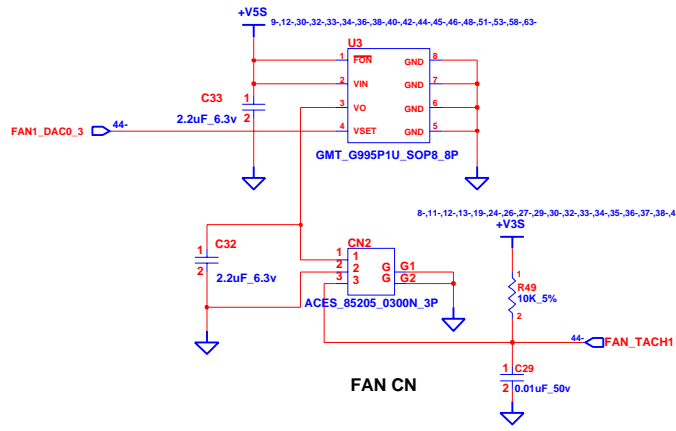 +V5S
9-,12-,30-,32-,33-,34-,36-,38-,40-,42-,44-,45-,46-,48-,51-,53-,58-,63-
U3
1 FON GND 8
2 VIN GND 7
3 VO GND 6
4 VSET GND 5
GMT_G995P1U_SOP8_8P
C33
1
2
2.2uF_6.3v
FAN1_DAC0_3 44-
C32
1
2
2.2uF_6.3v
CN2
1 1
2 2 G G1
3 3 G G2
ACES_85205_0300N_3P
8-,11-,12-,13-,19-,24-,26-,27-,29-,30-,32-,33-,34-,35-,36-,37-,38-,4
+V3S
1
R49
10K_5%
2
44- FAN_TACH1
C29
1
2
0.01uF_50v
FAN CN